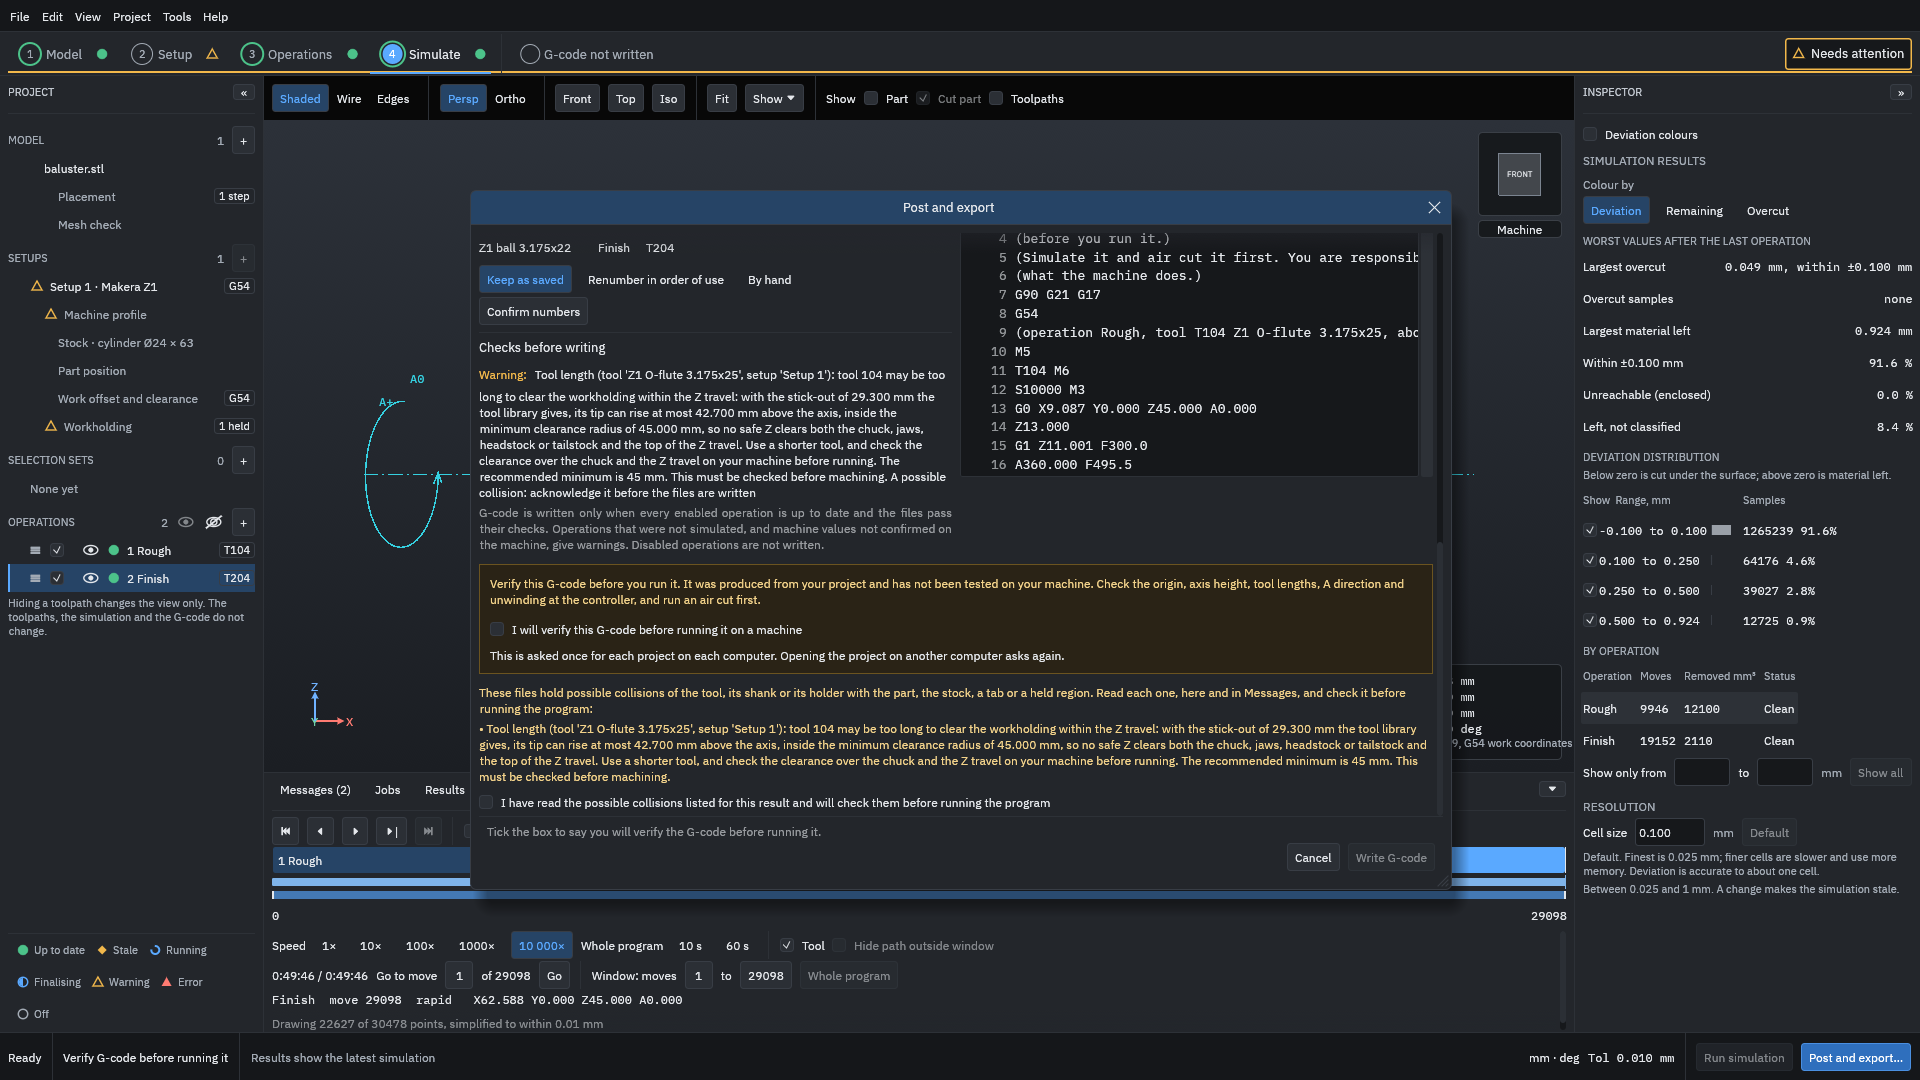 File Edit View Project Tools Help
1 Model 2 Setup 3 Operations 4 Simulate G-code not written Needs attention
PROJECT «
MODEL 1 +
baluster.stl
Placement 1 step
Mesh check
SETUPS 1 +
Setup 1 · Makera Z1 G54
Machine profile
Stock · cylinder Ø24 × 63
Part position
Work offset and clearance G54
Workholding 1 held
SELECTION SETS 0 +
None yet
OPERATIONS 2 +
1 Rough T104
2 Finish T204
Hiding a toolpath changes the view only. The
toolpaths, the simulation and the G-code do not
change.
Up to date Stale Running
Finalising Warning Error
Off
Shaded Wire Edges Persp Ortho Front Top Iso Fit Show Show Part Cut part Toolpaths
A0
A+
Z
Y X
FRONT
Machine
mm
mm
mm
deg
9, G54 work coordinates
Post and export
Z1 ball 3.175x22 Finish T204
Keep as saved Renumber in order of use By hand
Confirm numbers
Checks before writing
Warning: Tool length (tool 'Z1 O-flute 3.175x25', setup 'Setup 1'): tool 104 may be too
long to clear the workholding within the Z travel: with the stick-out of 29.300 mm the
tool library gives, its tip can rise at most 42.700 mm above the axis, inside the
minimum clearance radius of 45.000 mm, so no safe Z clears both the chuck, jaws,
headstock or tailstock and the top of the Z travel. Use a shorter tool, and check the
clearance over the chuck and the Z travel on your machine before running. The
recommended minimum is 45 mm. This must be checked before machining. A possible
collision: acknowledge it before the files are written
G-code is written only when every enabled operation is up to date and the files pass
their checks. Operations that were not simulated, and machine values not confirmed on
the machine, give warnings. Disabled operations are not written.
4 (before you run it.)
5 (Simulate it and air cut it first. You are responsib
6 (what the machine does.)
7 G90 G21 G17
8 G54
9 (operation Rough, tool T104 Z1 O-flute 3.175x25, abo
10 M5
11 T104 M6
12 S10000 M3
13 G0 X9.087 Y0.000 Z45.000 A0.000
14 Z13.000
15 G1 Z11.001 F300.0
16 A360.000 F495.5
Verify this G-code before you run it. It was produced from your project and has not been tested on your machine. Check the origin, axis height, tool lengths, A direction and
unwinding at the controller, and run an air cut first.
I will verify this G-code before running it on a machine
This is asked once for each project on each computer. Opening the project on another computer asks again.
These files hold possible collisions of the tool, its shank or its holder with the part, the stock, a tab or a held region. Read each one, here and in Messages, and check it before
running the program:
• Tool length (tool 'Z1 O-flute 3.175x25', setup 'Setup 1'): tool 104 may be too long to clear the workholding within the Z travel: with the stick-out of 29.300 mm the tool library
gives, its tip can rise at most 42.700 mm above the axis, inside the minimum clearance radius of 45.000 mm, so no safe Z clears both the chuck, jaws, headstock or tailstock and
the top of the Z travel. Use a shorter tool, and check the clearance over the chuck and the Z travel on your machine before running. The recommended minimum is 45 mm. This
must be checked before machining.
I have read the possible collisions listed for this result and will check them before running the program
Tick the box to say you will verify the G-code before running it.
Cancel Write G-code
Messages (2) Jobs Results
1 Rough
0 29098
Speed 1× 10× 100× 1000× 10 000× Whole program 10 s 60 s Tool Hide path outside window
0:49:46 / 0:49:46 Go to move 1 of 29098 Go Window: moves 1 to 29098 Whole program
Finish move 29098 rapid X62.588 Y0.000 Z45.000 A0.000
Drawing 22627 of 30478 points, simplified to within 0.01 mm
INSPECTOR »
Deviation colours
SIMULATION RESULTS
Colour by
Deviation Remaining Overcut
WORST VALUES AFTER THE LAST OPERATION
Largest overcut 0.049 mm, within ±0.100 mm
Overcut samples none
Largest material left 0.924 mm
Within ±0.100 mm 91.6 %
Unreachable (enclosed) 0.0 %
Left, not classified 8.4 %
DEVIATION DISTRIBUTION
Below zero is cut under the surface; above zero is material left.
Show Range, mm Samples
-0.100 to 0.100 1265239 91.6%
0.100 to 0.250 64176 4.6%
0.250 to 0.500 39027 2.8%
0.500 to 0.924 12725 0.9%
BY OPERATION
Operation Moves Removed mm³ Status
Rough 9946 12100 Clean
Finish 19152 2110 Clean
Show only from to mm Show all
RESOLUTION
Cell size 0.100 mm Default
Default. Finest is 0.025 mm; finer cells are slower and use more
memory. Deviation is accurate to about one cell.
Between 0.025 and 1 mm. A change makes the simulation stale.
Ready Verify G-code before running it Results show the latest simulation mm · deg Tol 0.010 mm Run simulation Post and export...